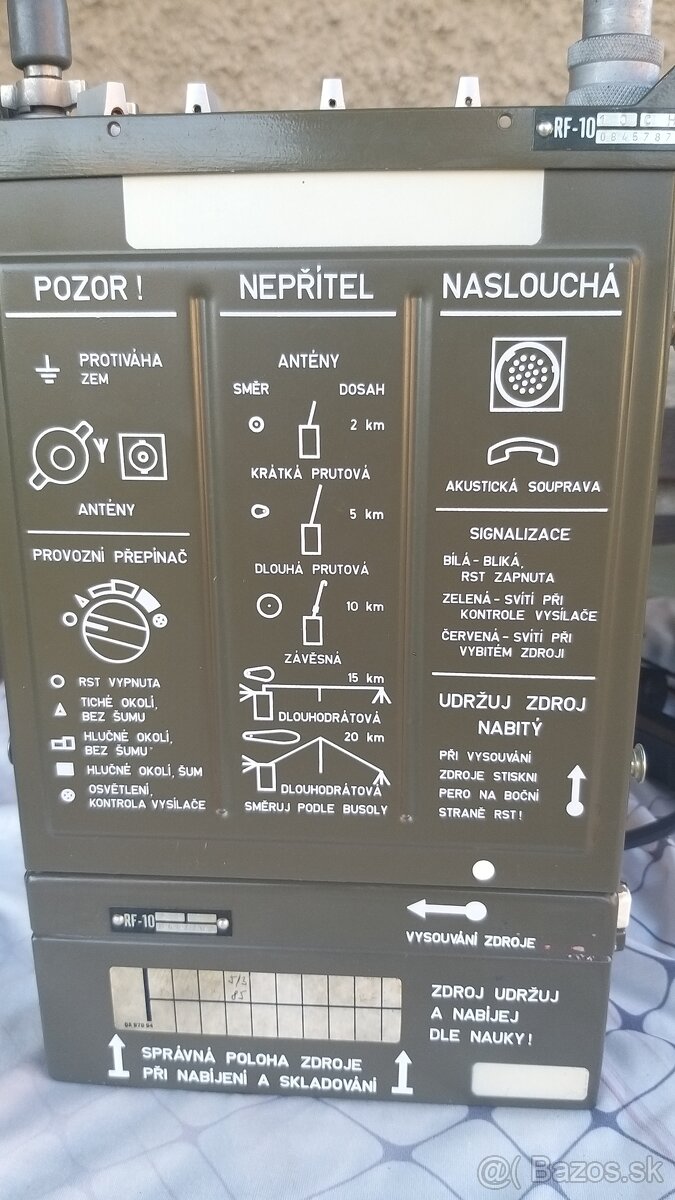 RF-10
POZOR! NEPŘÍTEL NASLOUCHÁ
PROTIVÁHA
ZEM
ANTÉNY
PROVOZNÍ PŘEPÍNAČ
RST VYPNUTA
TICHÉ OKOLÍ,
BEZ ŠUMU
HLUČNÉ OKOLÍ,
BEZ ŠUMU
HLUČNÉ OKOLÍ, ŠUM
OSVĚTLENÍ,
KONTROLA VYSÍLAČE
ANTÉNY
SMĚR DOSAH
2 km
KRÁTKÁ PRUTOVÁ
5 km
DLOUHÁ PRUTOVÁ
10 km
ZÁVĚSNÁ
15 km
DLOUHODRÁTOVÁ
20 km
DLOUHODRÁTOVÁ
SMĚRUJ PODLE BUSOLY
AKUSTICKÁ SOUPRAVA
SIGNALIZACE
BÍLÁ - BLIKÁ,
RST ZAPNUTA
ZELENÁ - SVÍTÍ PŘI
KONTROLE VYSÍLAČE
ČERVENÁ - SVÍTÍ PŘI
VYBITÉM ZDROJI
UDRŽUJ ZDROJ
NABITÝ
PŘI VYSOUVÁNÍ
ZDROJE STISKNI
PERO NA BOČNÍ
STRANĚ RST!
RF-10
VYSOUVÁNÍ ZDROJE
5/3
85
ZDROJ UDRŽUJ
A NABÍJEJ
DLE NAUKY!
SPRÁVNÁ POLOHA ZDROJE
PŘI NABÍJENÍ A SKLADOVÁNÍ
Bazos.sk